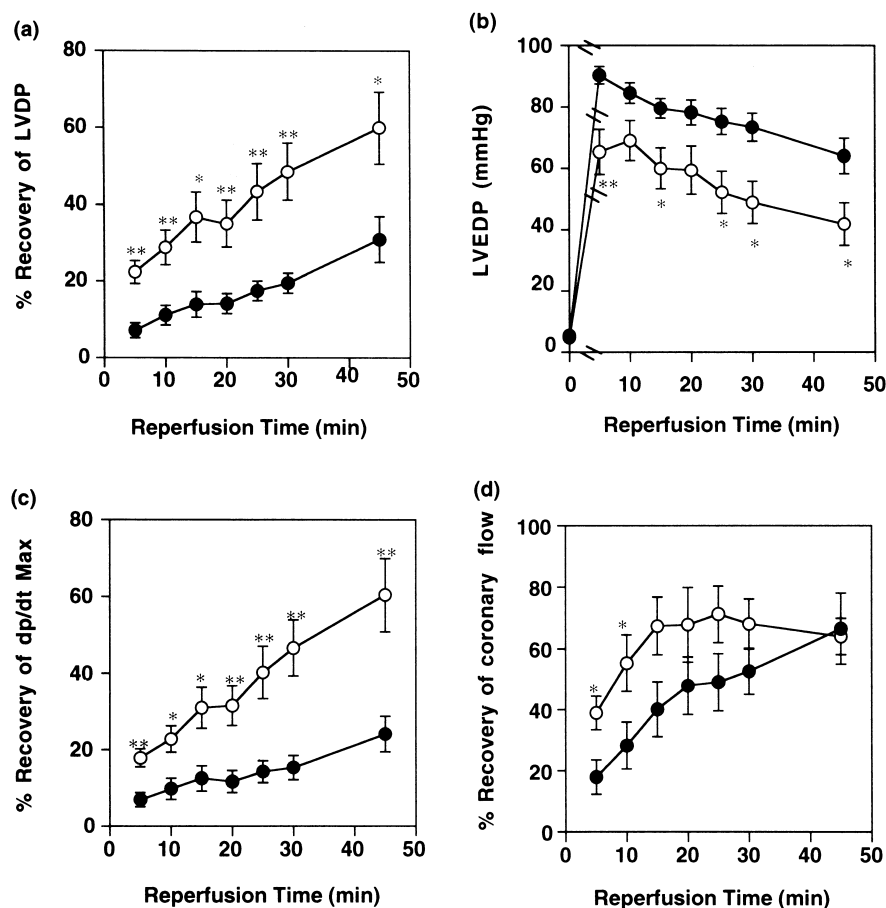 (a)
% Recovery of LVDP
80
60
40
20
0
** ** * ** ** ** *
0 10 20 30 40 50
Reperfusion Time (min)
(b)
LVEDP (mmHg)
100
80
60
40
20
0
** * * * *
0 10 20 30 40 50
Reperfusion Time (min)
(c)
% Recovery of dp/dt Max
80
60
40
20
0
** * * ** ** ** **
0 10 20 30 40 50
Reperfusion Time (min)
(d)
% Recovery of coronary flow
100
80
60
40
20
0
* *
0 10 20 30 40 50
Reperfusion Time (min)